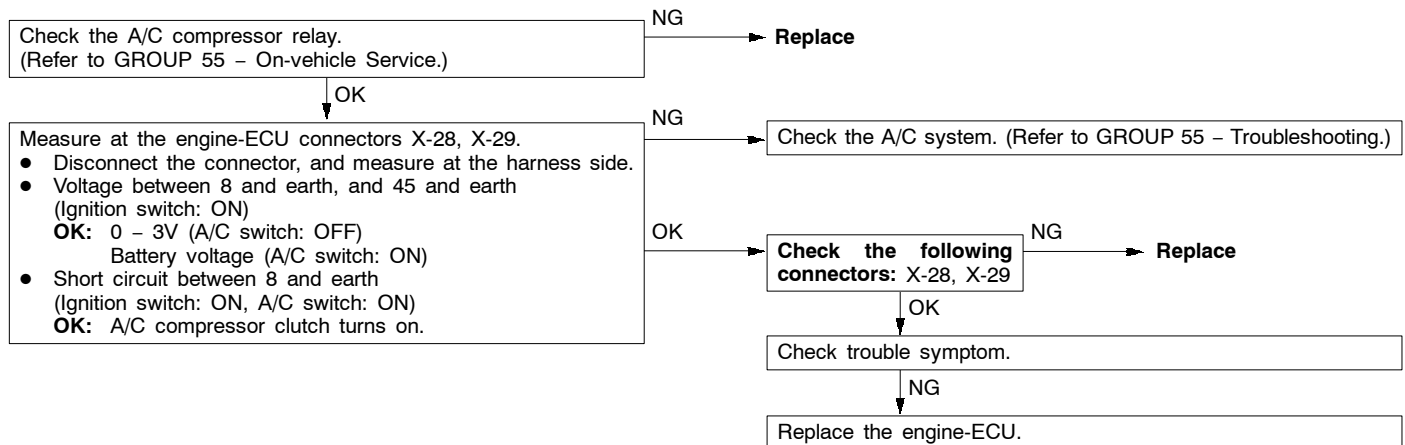 Check the A/C compressor relay.
(Refer to GROUP 55 – On-vehicle Service.)
NG
Replace
OK
Measure at the engine-ECU connectors X-28, X-29.
● Disconnect the connector, and measure at the harness side.
● Voltage between 8 and earth, and 45 and earth
(Ignition switch: ON)
OK: 0 – 3V (A/C switch: OFF)
Battery voltage (A/C switch: ON)
● Short circuit between 8 and earth
(Ignition switch: ON, A/C switch: ON)
OK: A/C compressor clutch turns on.
NG
Check the A/C system. (Refer to GROUP 55 – Troubleshooting.)
OK
Check the following
connectors: X-28, X-29
NG
Replace
OK
Check trouble symptom.
NG
Replace the engine-ECU.